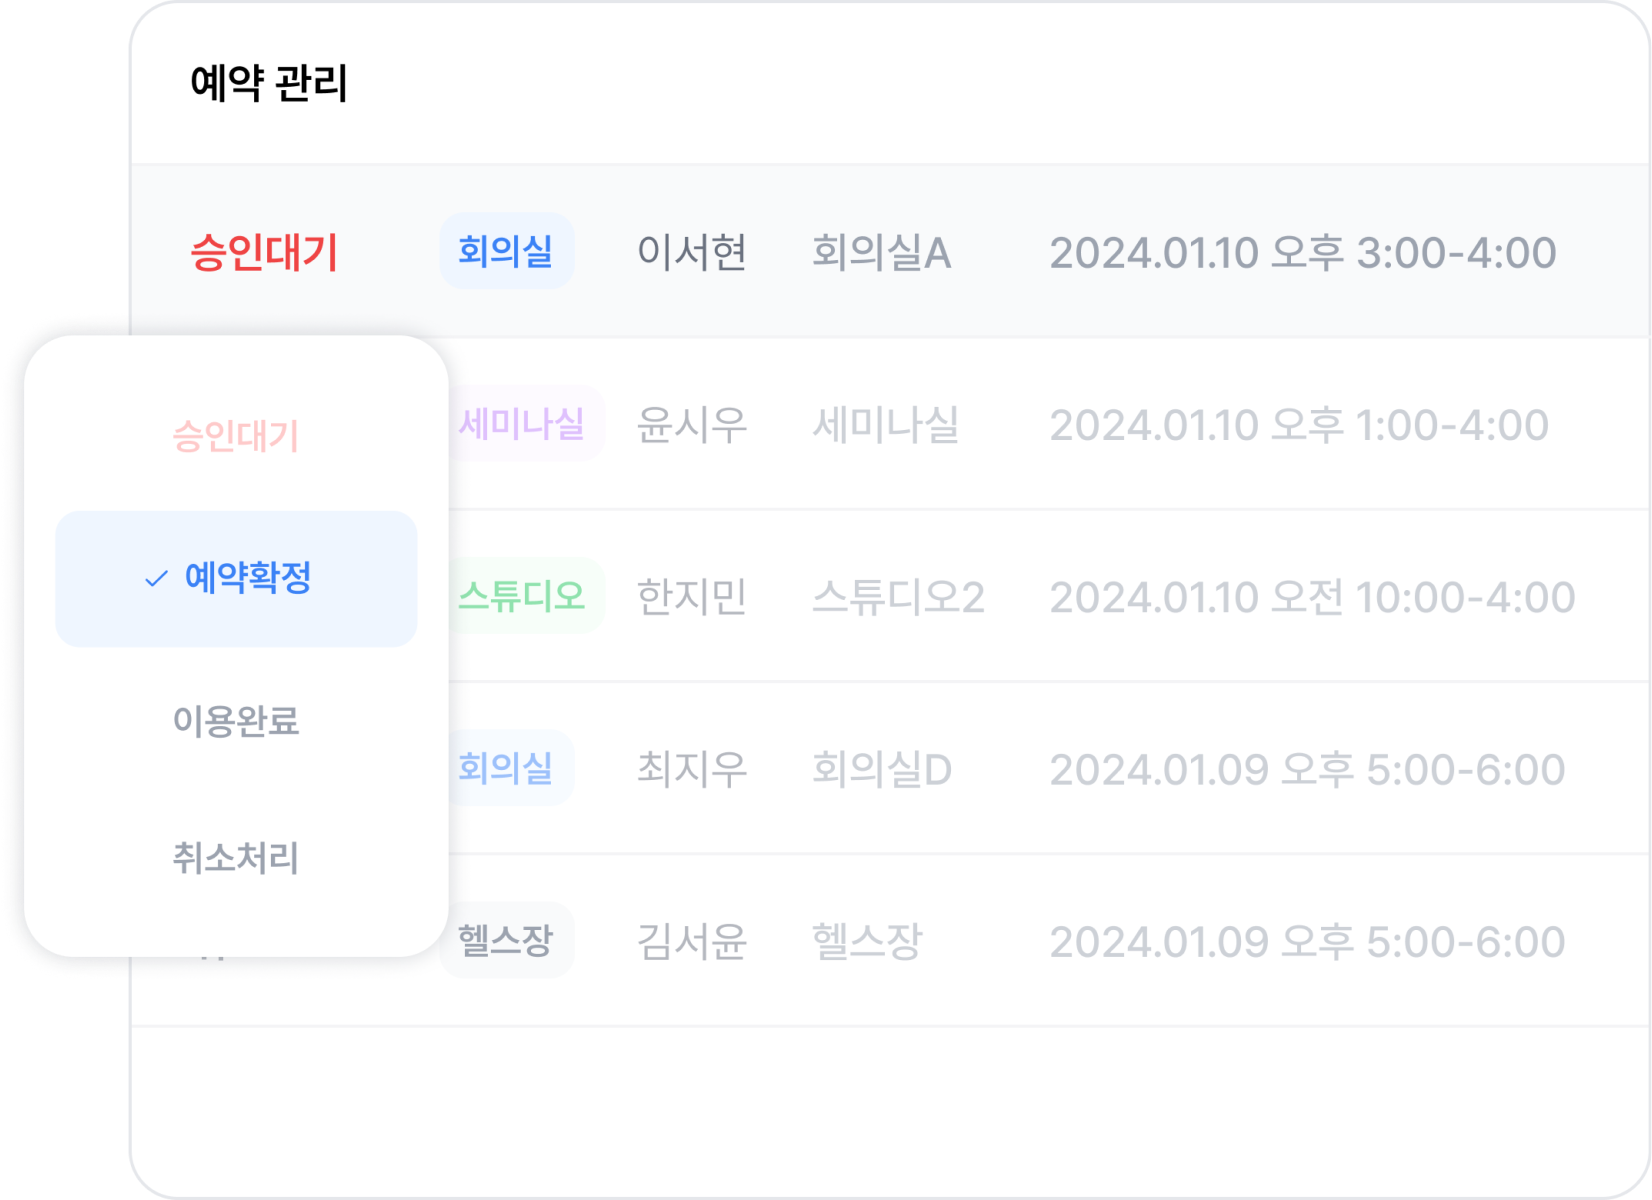 예약 관리
승인대기 회의실 이서현 회의실A 2024.01.10 오후 3:00-4:00
세미나실 윤시우 세미나실 2024.01.10 오후 1:00-4:00
스튜디오 한지민 스튜디오2 2024.01.10 오전 10:00-4:00
회의실 최지우 회의실D 2024.01.09 오후 5:00-6:00
헬스장 김서윤 헬스장 2024.01.09 오후 5:00-6:00
승인대기
예약확정
이용완료
취소처리